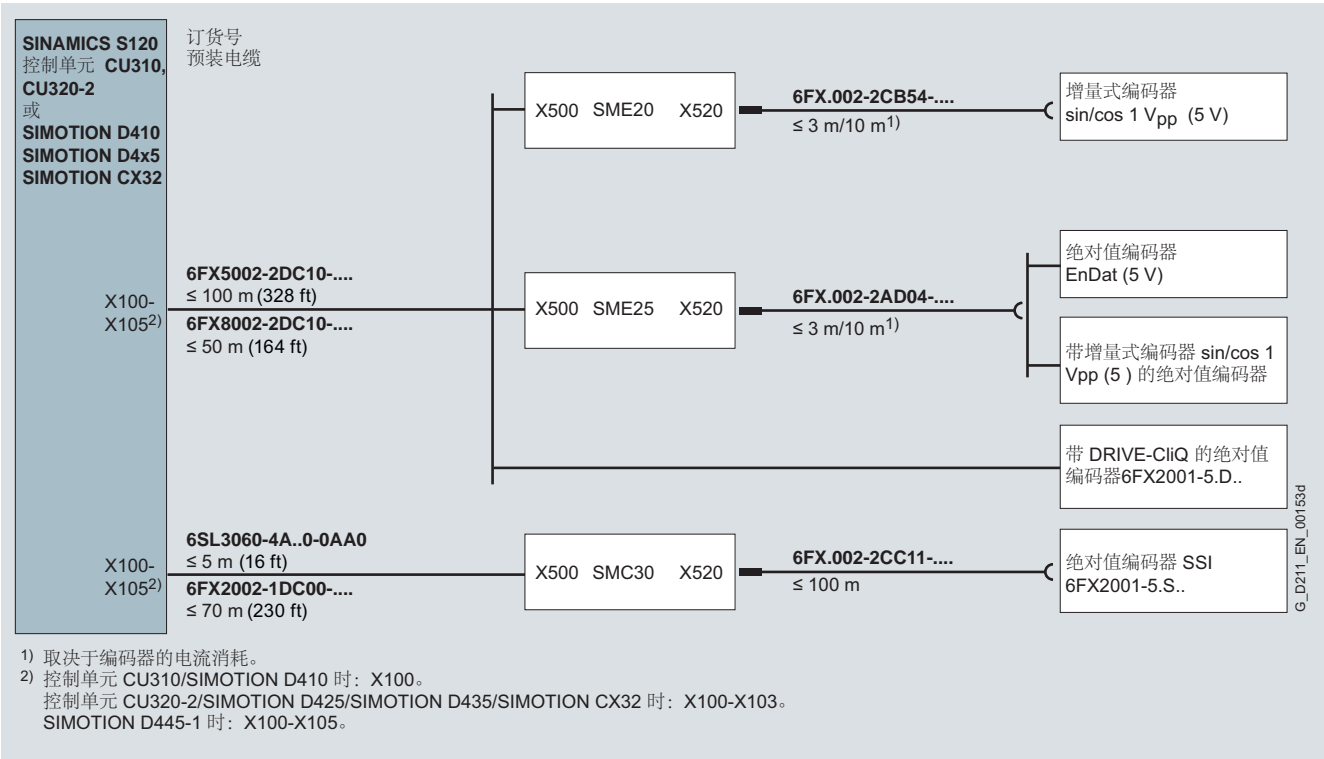 SINAMICS S120
控制单元 CU310,
CU320-2
或
SIMOTION D410
SIMOTION D4x5
SIMOTION CX32
订货号
预装电缆
X500 SME20 X520
6FX.002-2CB54-....
≤ 3 m/10 m1)
增量式编码器
sin/cos 1 Vpp (5 V)
X100-
X1052)
6FX5002-2DC10-....
≤ 100 m (328 ft)
6FX8002-2DC10-....
≤ 50 m (164 ft)
X500 SME25 X520
6FX.002-2AD04-....
≤ 3 m/10 m1)
绝对值编码器
EnDat (5 V)
带增量式编码器 sin/cos 1
Vpp (5 ) 的绝对值编码器
带 DRIVE-CliQ 的绝对值
编码器6FX2001-5.D..
X100-
X1052)
6SL3060-4A..0-0AA0
≤ 5 m (16 ft)
6FX2002-1DC00-....
≤ 70 m (230 ft)
X500 SMC30 X520
6FX.002-2CC11-....
≤ 100 m
绝对值编码器 SSI
6FX2001-5.S..
G_D211_EN_00153d
1) 取决于编码器的电流消耗。
2) 控制单元 CU310/SIMOTION D410 时：X100。
控制单元 CU320-2/SIMOTION D425/SIMOTION D435/SIMOTION CX32 时：X100-X103。
SIMOTION D445-1 时：X100-X105。